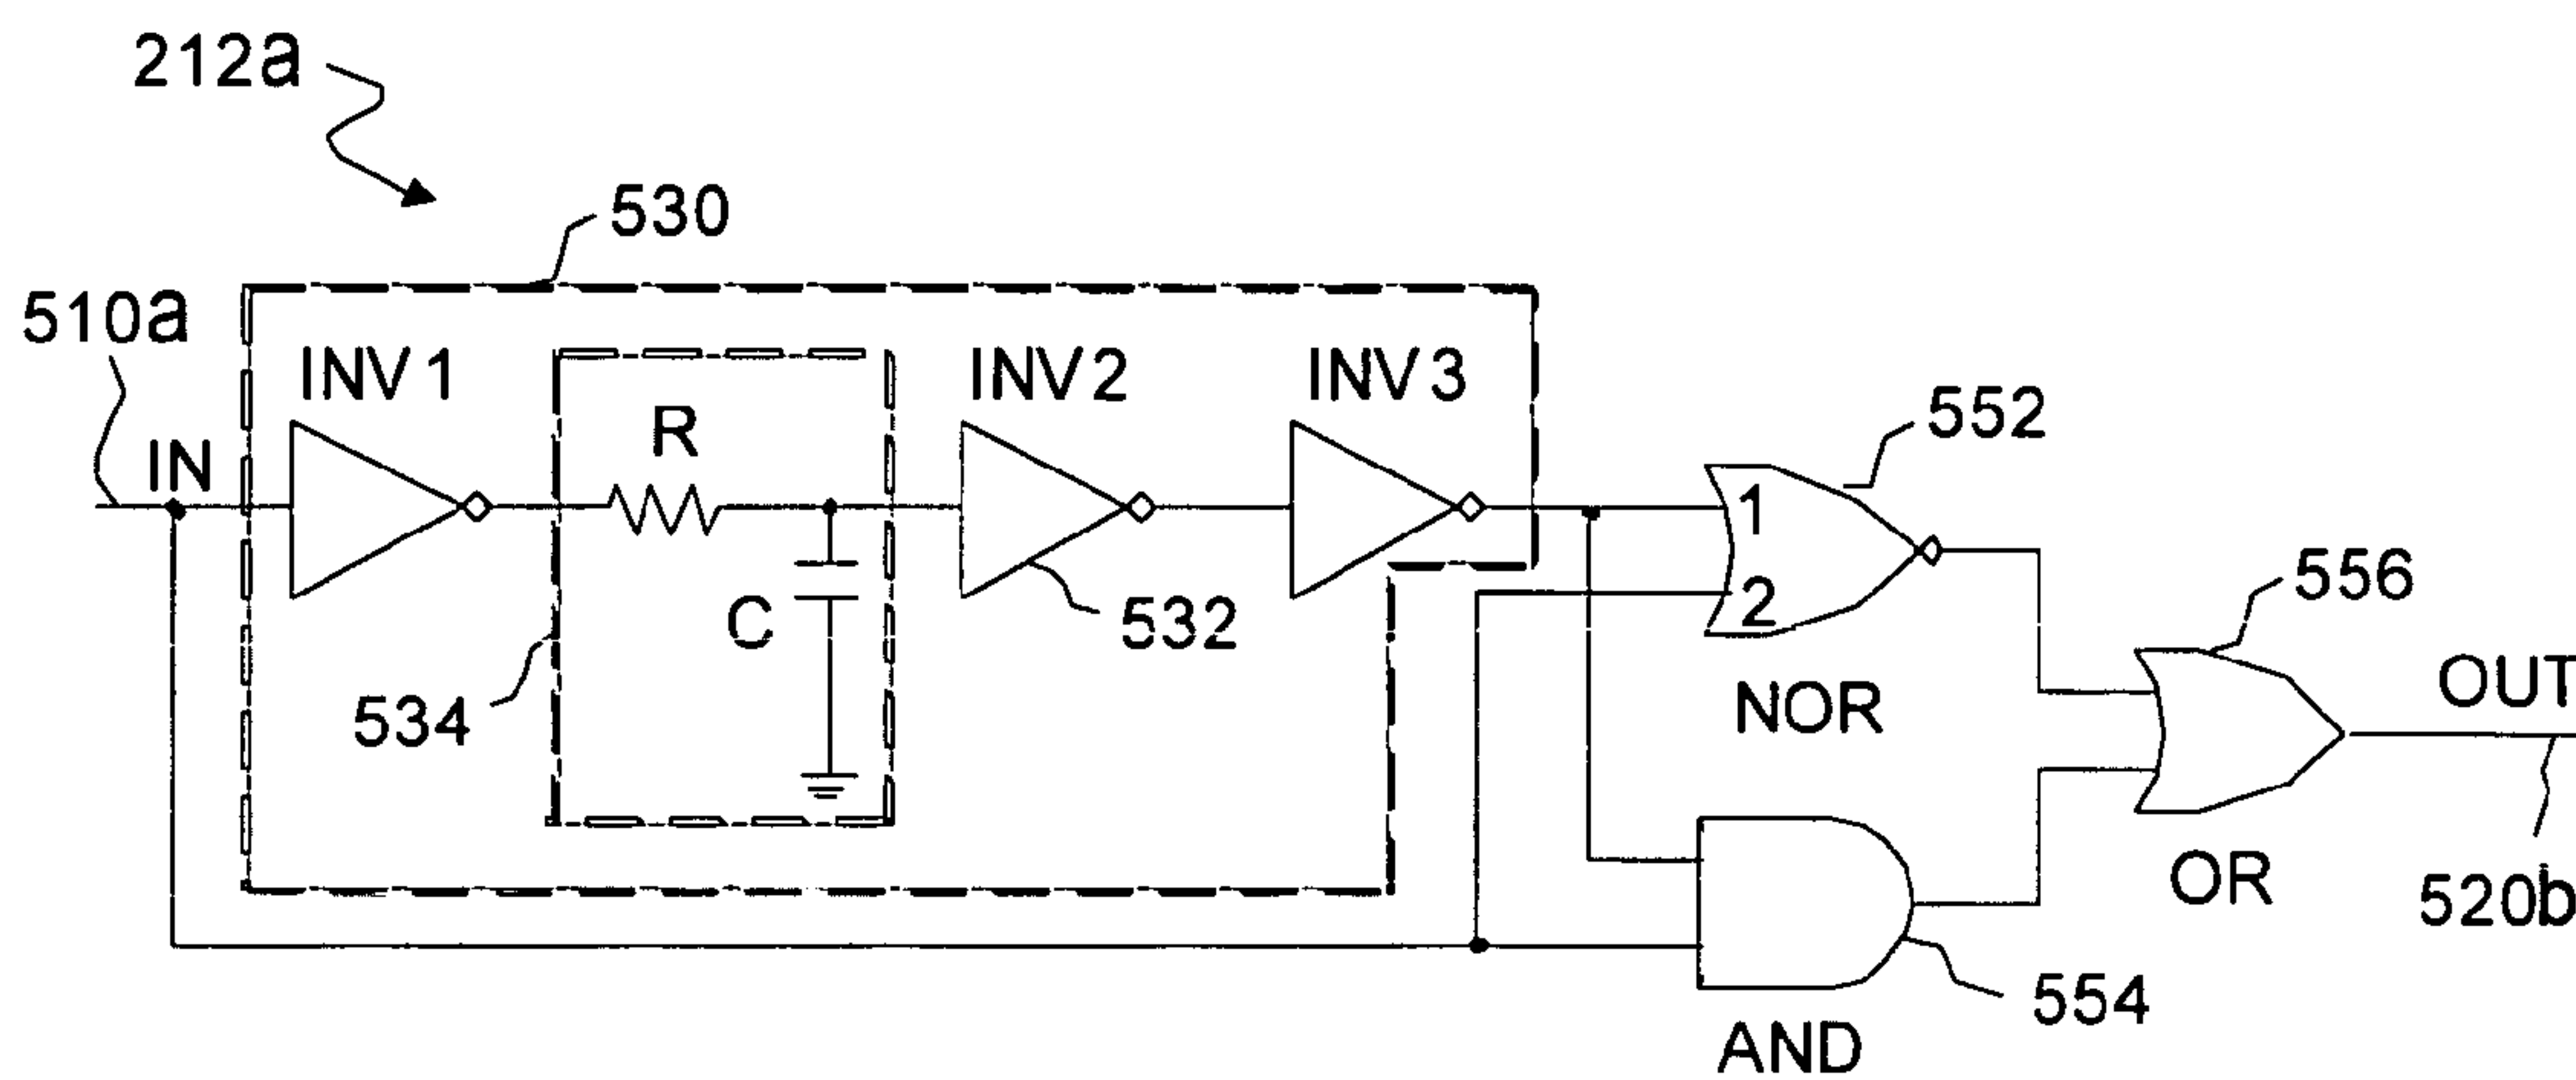 212a
530
510a
IN
INV1
INV2
INV3
R
C
534
532
552
1
2
NOR
556
OUT
OR
520b
554
AND